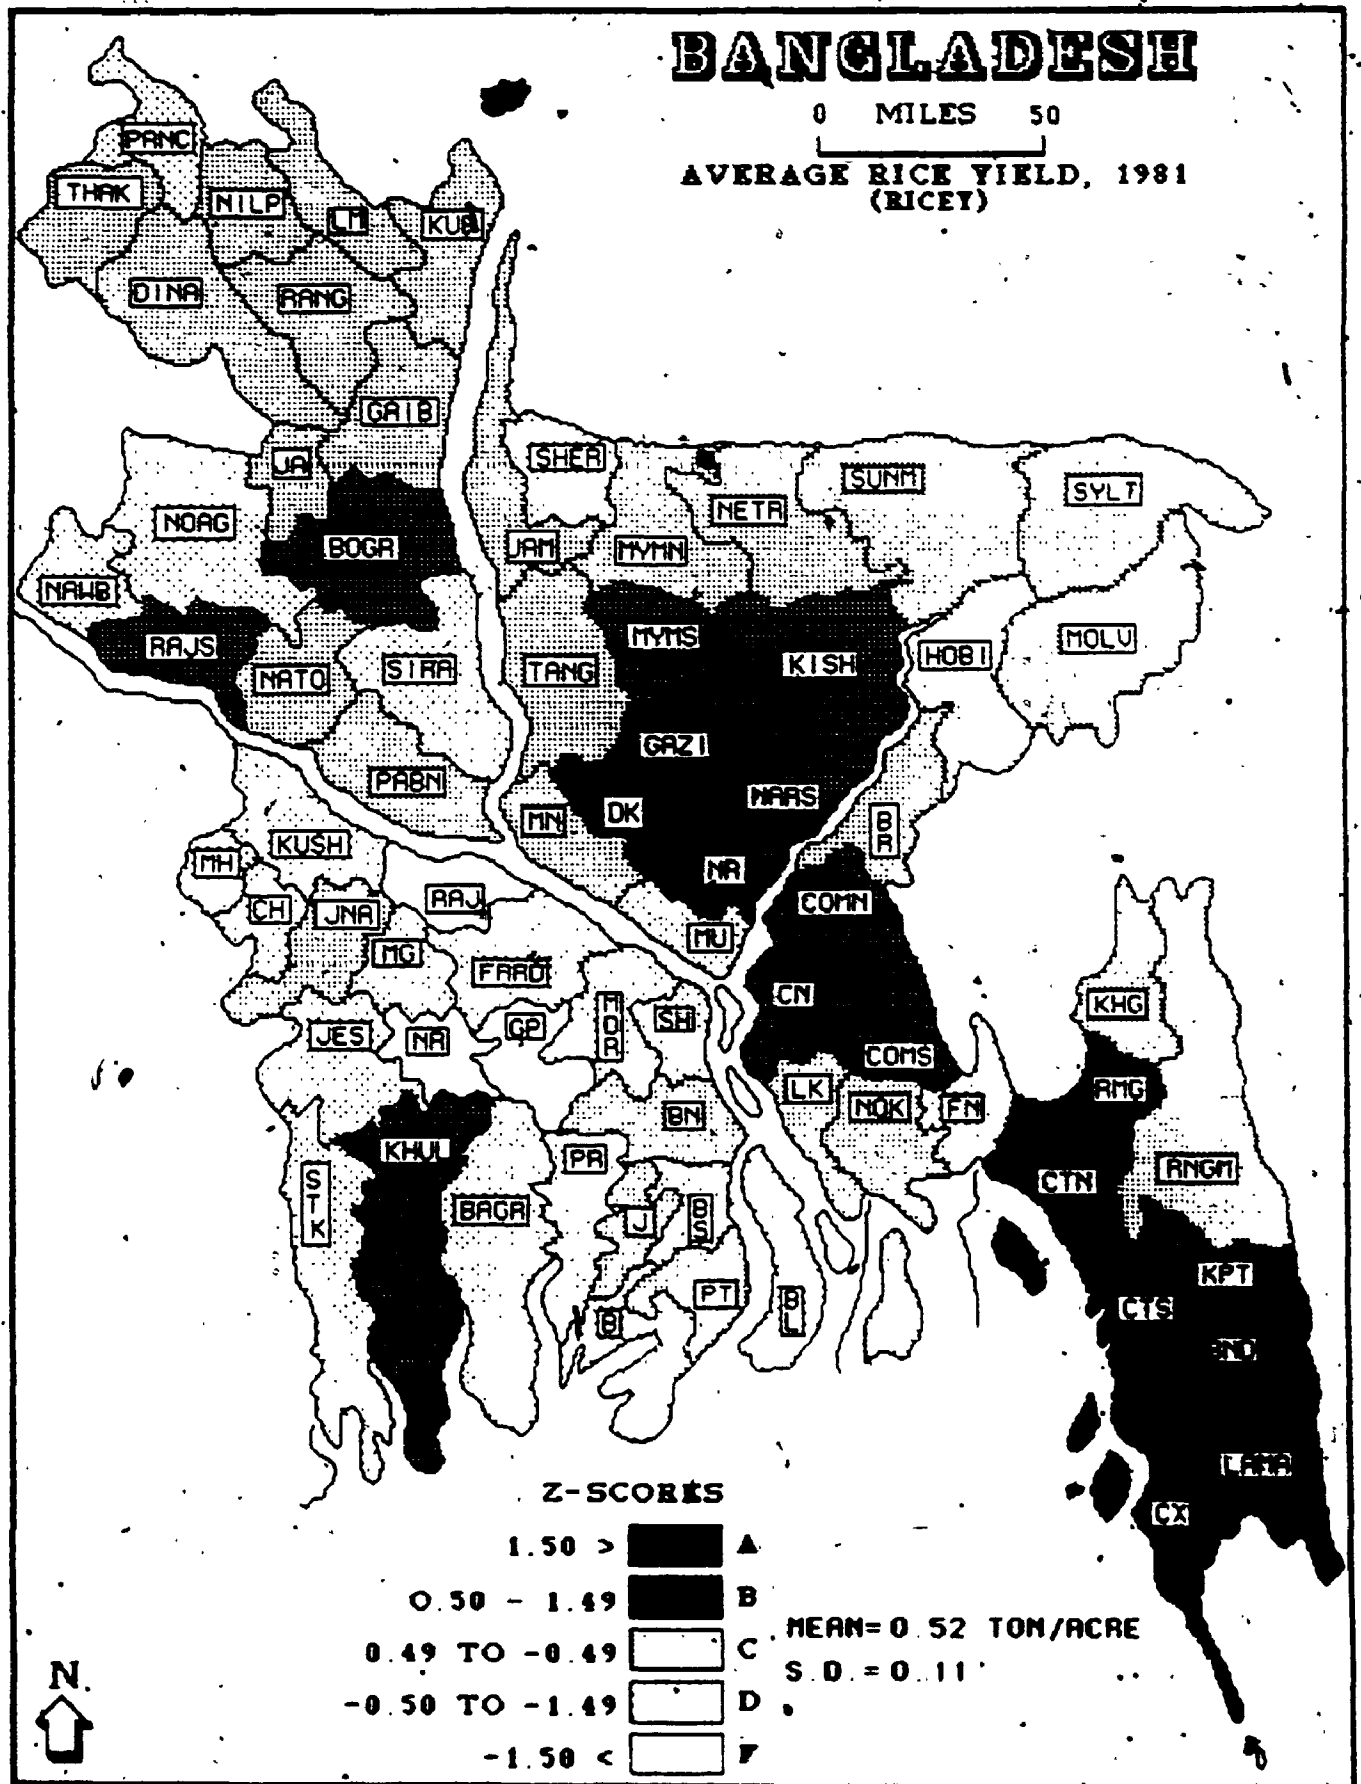 BANGLADESH
0 MILES 50
AVERAGE RICE YIELD, 1981
(RICEY)
PANC
THAK
NILP
LM
KUR
DINA
RANG
GAIB
JA
SHER
SUNM
SYLT
NOAG
BOGR
JAM
MYMN
NETR
NAWB
RAJS
NATO
SIRA
TANG
MYMS
KISH
HOBI
MOLV
GAZI
PABN
MN
DK
NARS
BR
KUSH
MH
CH
JNA
RAJ
NR
COMN
MU
MG
FARD
CN
KHG
JES
NR
GP
MDR
SH
COMS
LK
NOK
FN
RMG
BN
KHUL
PR
STK
BAGR
J
BS
CTN
RNGM
PT
B
BL
KPT
CTS
BND
LAMA
CX
Z-SCORES
1.50 > A
0.50 - 1.49 B
0.49 TO -0.49 C
-0.50 TO -1.49 D
-1.50 < F
MEAN= 0.52 TON/ACRE
S.D.=0.11
N